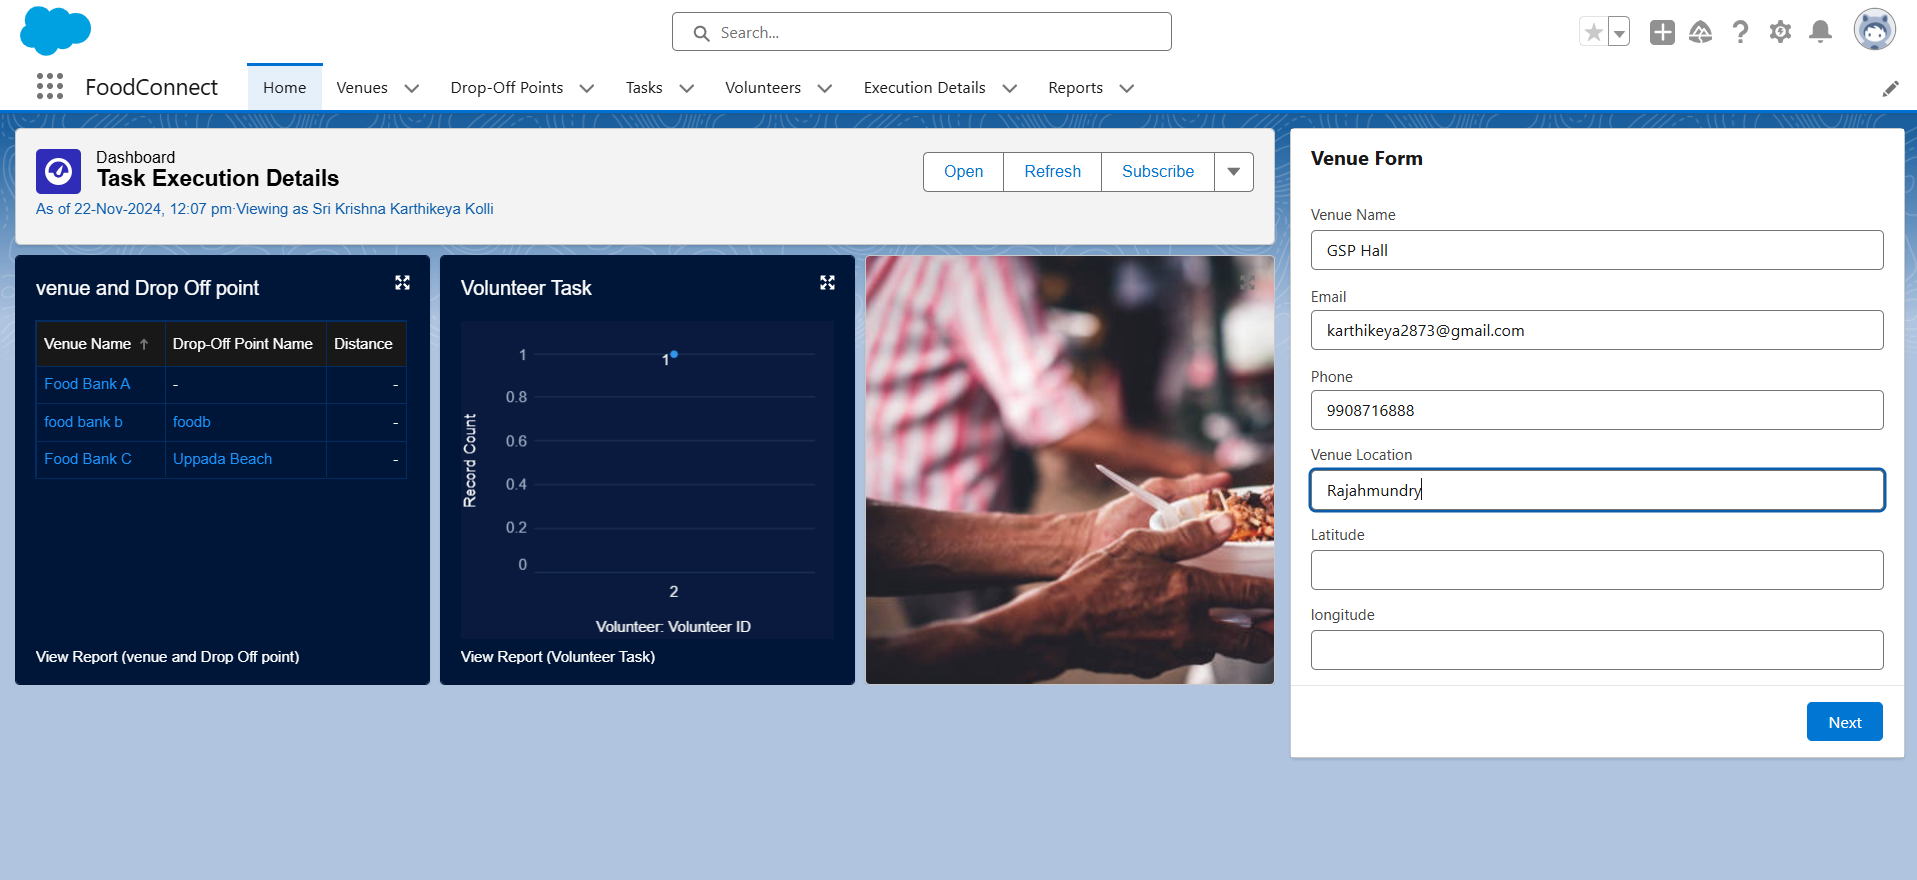 Search...
FoodConnect
Home
Venues
Drop-Off Points
Tasks
Volunteers
Execution Details
Reports
Dashboard
Task Execution Details
As of 22-Nov-2024, 12:07 pm·Viewing as Sri Krishna Karthikeya Kolli
Open
Refresh
Subscribe
venue and Drop Off point
Venue Name ↑ Drop-Off Point Name Distance
Food Bank A - -
food bank b foodb -
Food Bank C Uppada Beach -
View Report (venue and Drop Off point)
Volunteer Task
Record Count
1
0.8
0.6
0.4
0.2
0
1
2
Volunteer: Volunteer ID
View Report (Volunteer Task)
Venue Form
Venue Name
GSP Hall
Email
karthikeya2873@gmail.com
Phone
9908716888
Venue Location
Rajahmundry
Latitude
longitude
Next